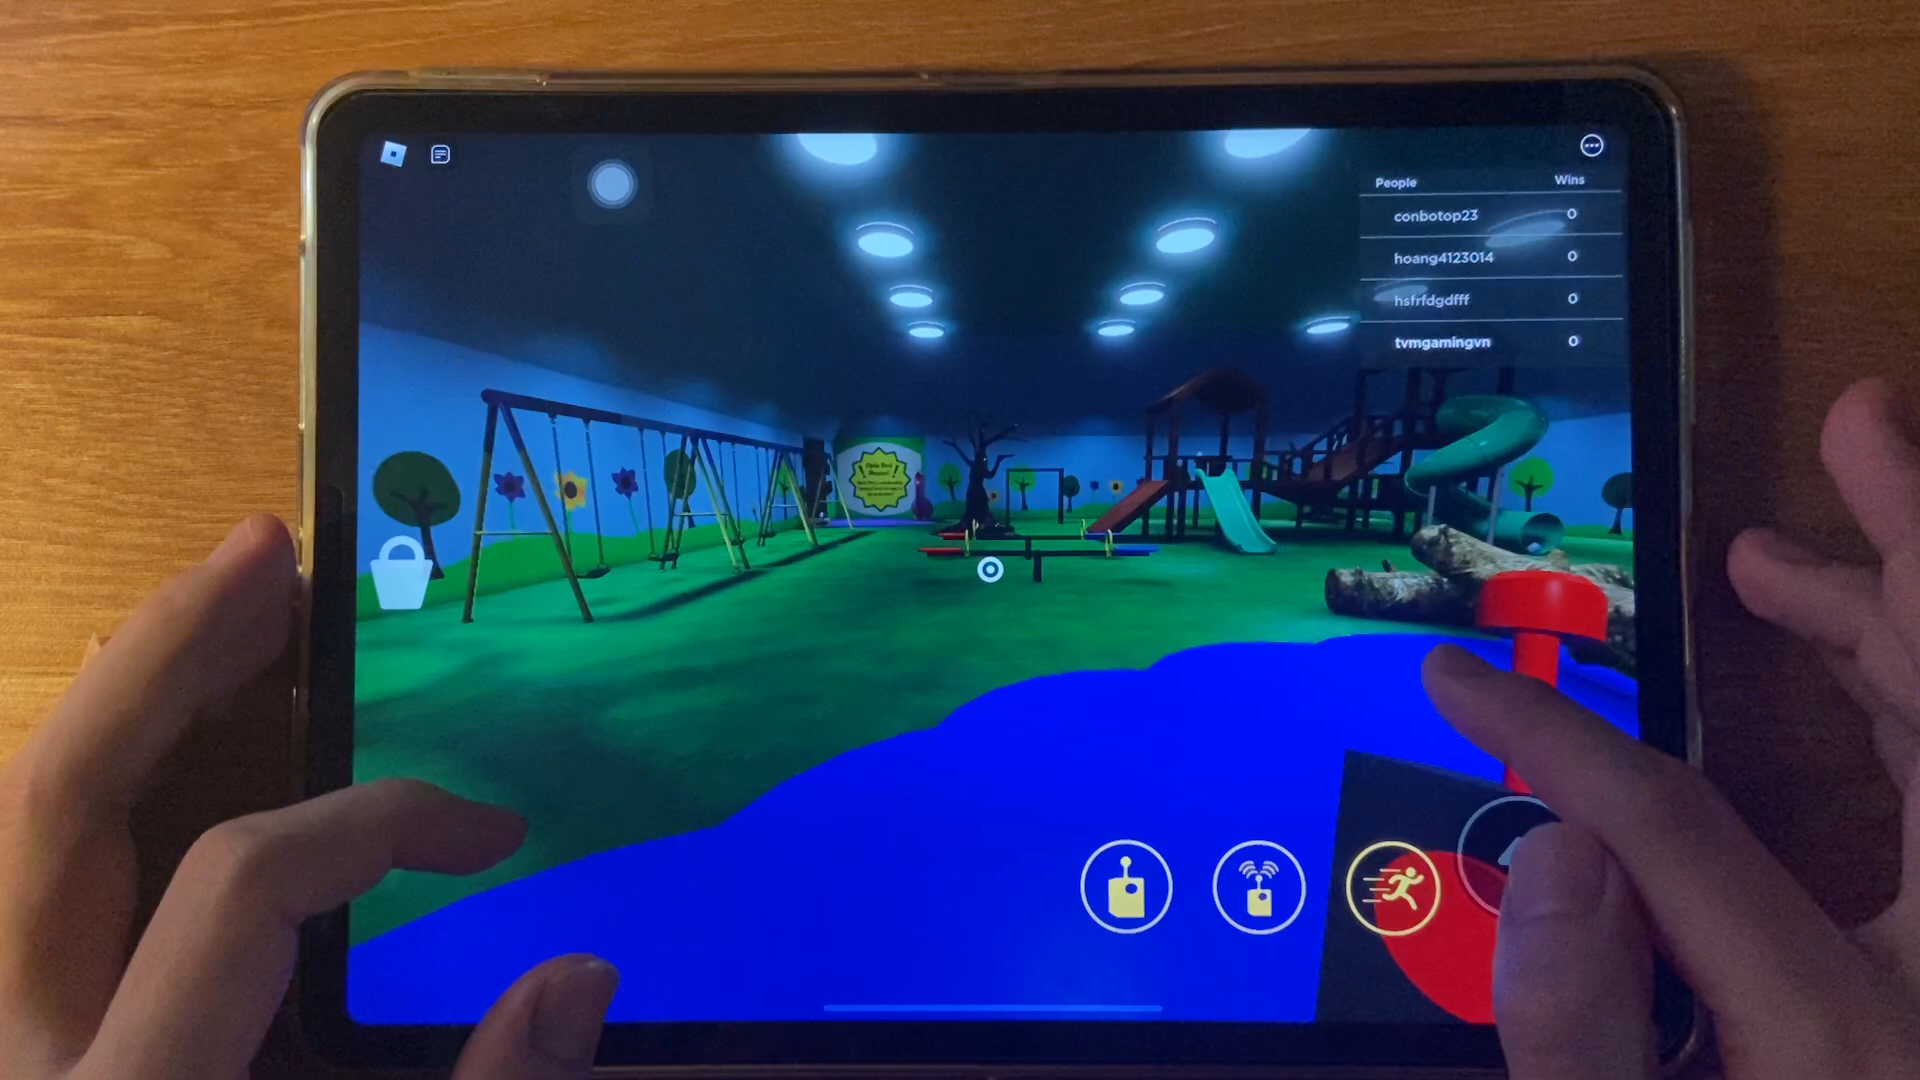 People Wins
conbotop23 0
hoang4123014 0
hsfrfdgdfff 0
tvmgamingvn 0